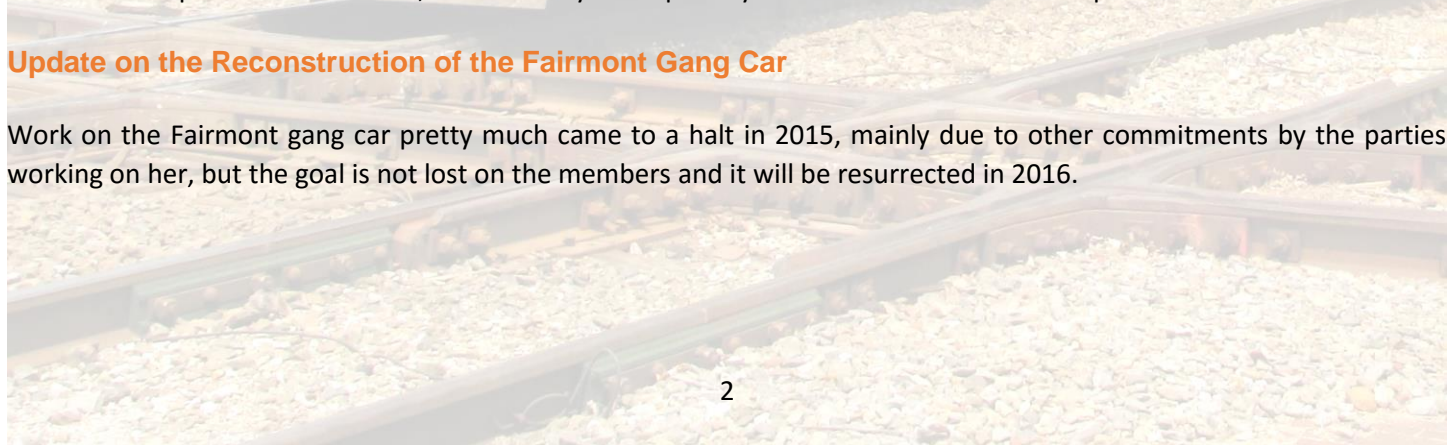 Update on the Reconstruction of the Fairmont Gang Car
Work on the Fairmont gang car pretty much came to a halt in 2015, mainly due to other commitments by the parties
working on her, but the goal is not lost on the members and it will be resurrected in 2016.
2